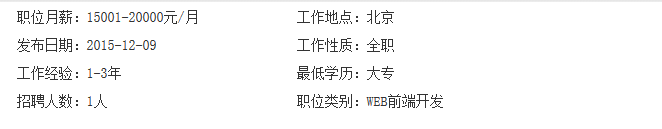 职位月薪：15001-20000元/月 工作地点：北京
发布日期：2015-12-09 工作性质：全职
工作经验：1-3年 最低学历：大专
招聘人数：1人 职位类别：WEB前端开发